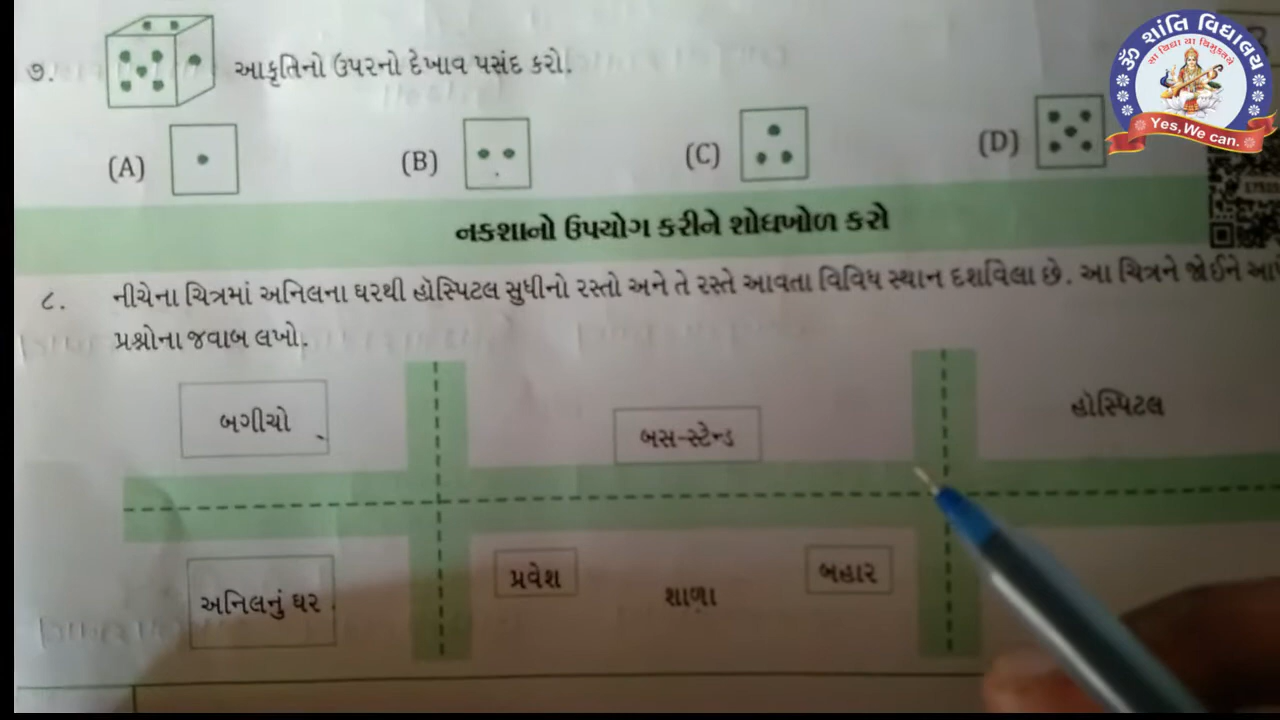 ૭. આકૃતિનો ઉપરનો દેખાવ પસંદ કરો.
(A) (B) (C) (D)
નકશાનો ઉપયોગ કરીને શોધખોળ કરો
૮. નીચેના ચિત્રમાં અનિલના ઘરથી હૉસ્પિટલ સુધીનો રસ્તો અને તે રસ્તે આવતા વિવિધ સ્થાન દર્શાવેલા છે. આ ચિત્રને જોઈને
પ્રશ્નોના જવાબ લખો.
બગીચો
બસ-સ્ટેન્ડ
હૉસ્પિટલ
અનિલનું ઘર
પ્રવેશ
શાળા
બહાર
ૐ શાંતિ વિદ્યાલય
સા વિદ્યા યા વિમુક્તયે
Yes, We can.